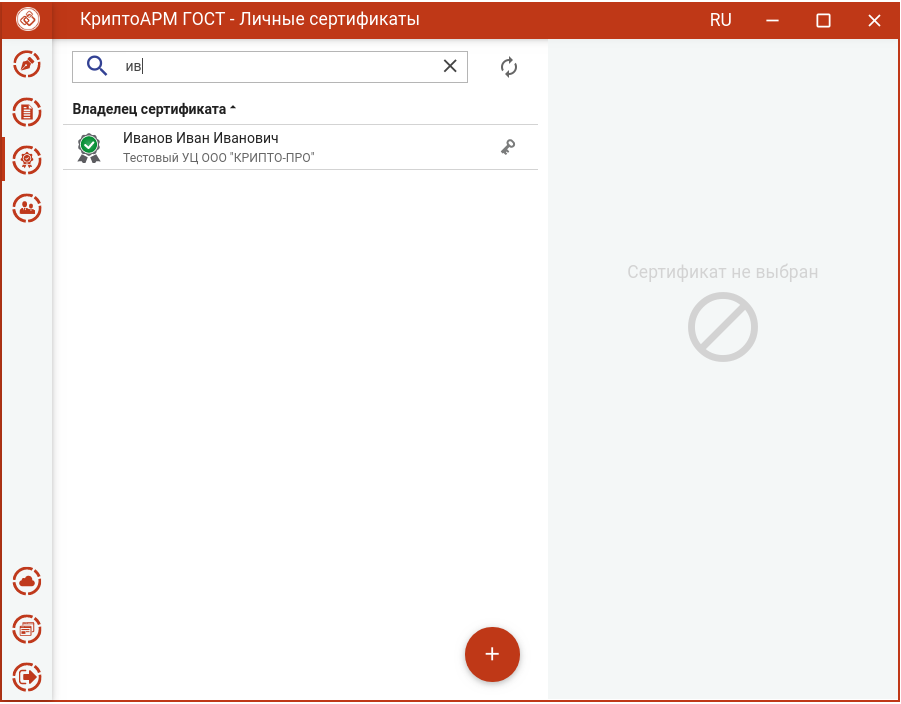 КриптоАРМ ГОСТ - Личные сертификаты
RU
ив
Владелец сертификата
Иванов Иван Иванович
Тестовый УЦ ООО "КРИПТО-ПРО"
Сертификат не выбран